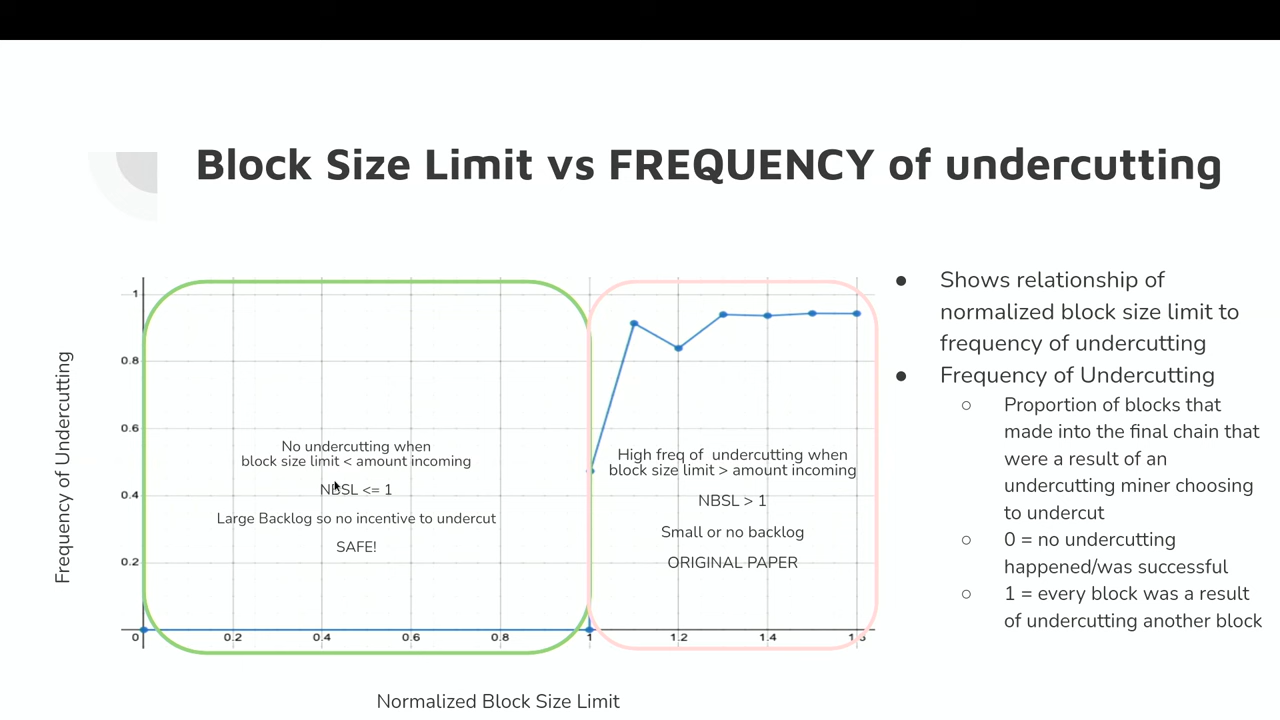 Block Size Limit vs FREQUENCY of undercutting
Frequency of Undercutting
1
0.8
0.6
0.4
0.2
0
0.2
0.4
0.6
0.8
1
1.2
1.4
1.6
No undercutting when
block size limit < amount incoming
NBSL <= 1
Large Backlog so no incentive to undercut
SAFE!
High freq of undercutting when
block size limit > amount incoming
NBSL > 1
Small or no backlog
ORIGINAL PAPER
Normalized Block Size Limit
● Shows relationship of
normalized block size limit to
frequency of undercutting
● Frequency of Undercutting
○ Proportion of blocks that
made into the final chain that
were a result of an
undercutting miner choosing
to undercut
○ 0 = no undercutting
happened/was successful
○ 1 = every block was a result
of undercutting another block